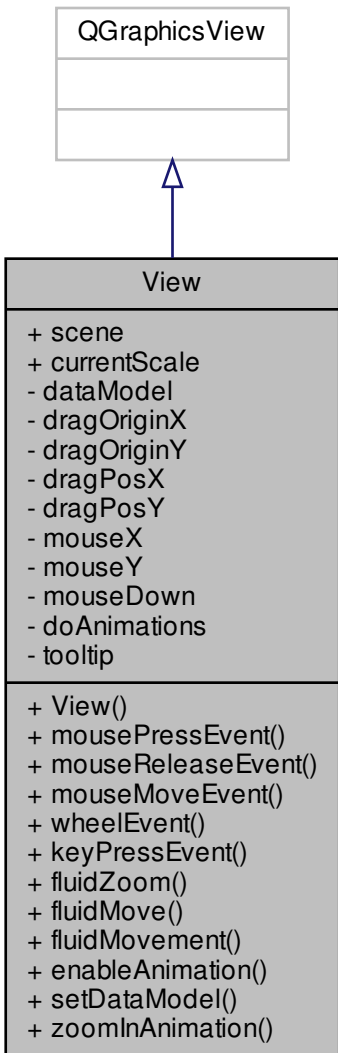 QGraphicsView
View
+ scene
+ currentScale
- dataModel
- dragOriginX
- dragOriginY
- dragPosX
- dragPosY
- mouseX
- mouseY
- mouseDown
- doAnimations
- tooltip
+ View()
+ mousePressEvent()
+ mouseReleaseEvent()
+ mouseMoveEvent()
+ wheelEvent()
+ keyPressEvent()
+ fluidZoom()
+ fluidMove()
+ fluidMovement()
+ enableAnimation()
+ setDataModel()
+ zoomInAnimation()